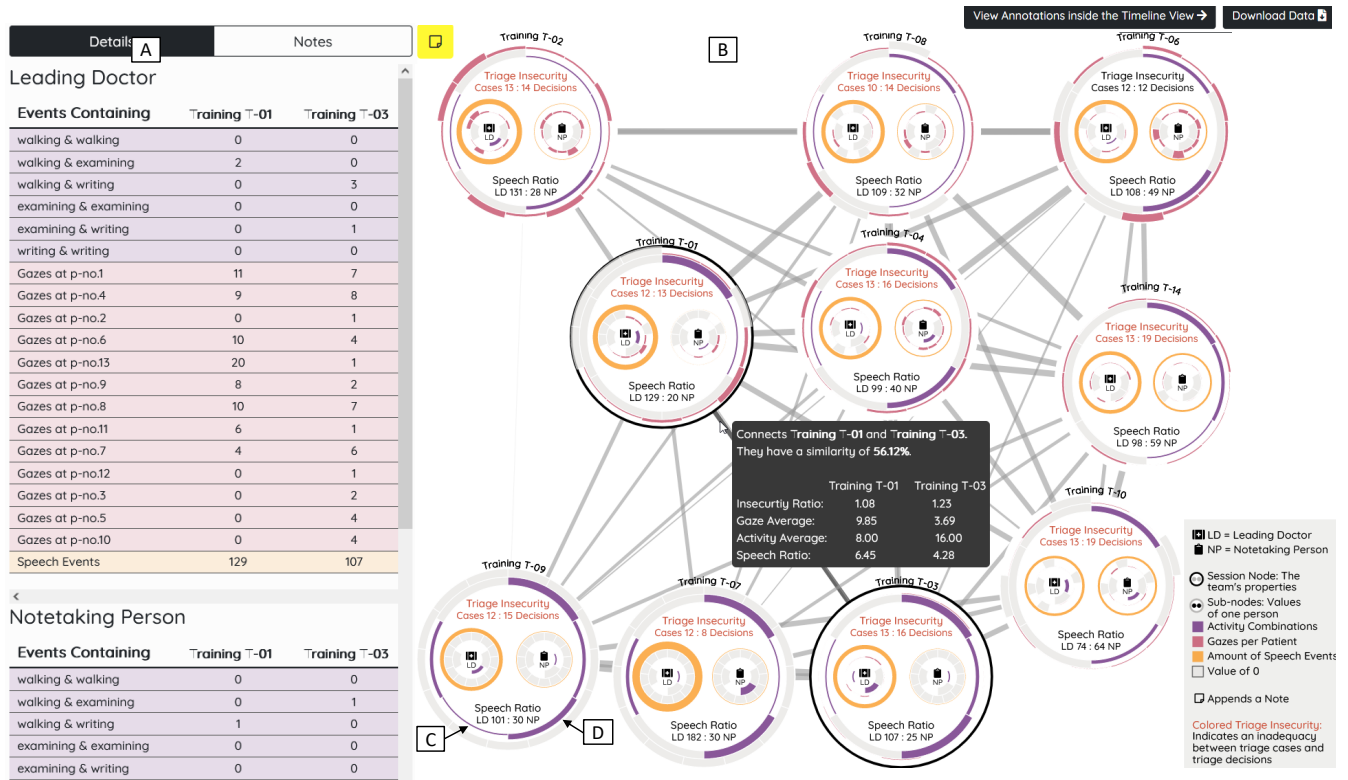 View Annotations inside the Timeline View →
Download Data
Details
Notes
A
B
Leading Doctor
Events Containing Training T-01 Training T-03
walking & walking 0 0
walking & examining 2 0
walking & writing 0 3
examining & examining 0 0
examining & writing 0 1
writing & writing 0 0
Gazes at p-no.1 11 7
Gazes at p-no.4 9 8
Gazes at p-no.2 0 1
Gazes at p-no.6 10 4
Gazes at p-no.13 20 1
Gazes at p-no.9 8 2
Gazes at p-no.8 10 7
Gazes at p-no.11 6 1
Gazes at p-no.7 4 6
Gazes at p-no.12 0 1
Gazes at p-no.3 0 2
Gazes at p-no.5 0 4
Gazes at p-no.10 0 4
Speech Events 129 107
Notetaking Person
Events Containing Training T-01 Training T-03
walking & walking 0 0
walking & examining 0 1
walking & writing 1 0
examining & examining 0 0
examining & writing 0 0
Training T-02
Triage Insecurity
Cases 13 : 14 Decisions
LD
NP
Speech Ratio
LD 131 : 28 NP
Training T-08
Triage Insecurity
Cases 10 : 14 Decisions
LD
NP
Speech Ratio
LD 109 : 32 NP
Training T-06
Triage Insecurity
Cases 12 : 12 Decisions
LD
NP
Speech Ratio
LD 108 : 49 NP
Training T-01
Triage Insecurity
Cases 12 : 13 Decisions
LD
NP
Speech Ratio
LD 129 : 20 NP
Training T-04
Triage Insecurity
Cases 13 : 16 Decisions
LD
NP
Speech Ratio
LD 99 : 40 NP
Training T-14
Triage Insecurity
Cases 13 : 19 Decisions
LD
NP
Speech Ratio
LD 98 : 59 NP
Connects Training T-01 and Training T-03.
They have a similarity of 56.12%.
Training T-01 Training T-03
Insecurtiy Ratio: 1.08 1.23
Gaze Average: 9.85 3.69
Activity Average: 8.00 16.00
Speech Ratio: 6.45 4.28
Training T-10
Triage Insecurity
Cases 13 : 19 Decisions
LD
NP
Speech Ratio
LD 74 : 64 NP
Training T-09
Triage Insecurity
Cases 12 : 15 Decisions
LD
NP
Speech Ratio
LD 101 : 30 NP
C
D
Training T-07
Triage Insecurity
Cases 12 : 8 Decisions
LD
NP
Speech Ratio
LD 182 : 30 NP
Training T-03
Triage Insecurity
Cases 13 : 16 Decisions
LD
NP
Speech Ratio
LD 107 : 25 NP
LD = Leading Doctor
NP = Notetaking Person
Session Node: The
team's properties
Sub-nodes: Values
of one person
Activity Combinations
Gazes per Patient
Amount of Speech Events
Value of 0
Appends a Note
Colored Triage Insecurity:
Indicates an inadequacy
between triage cases and
triage decisions